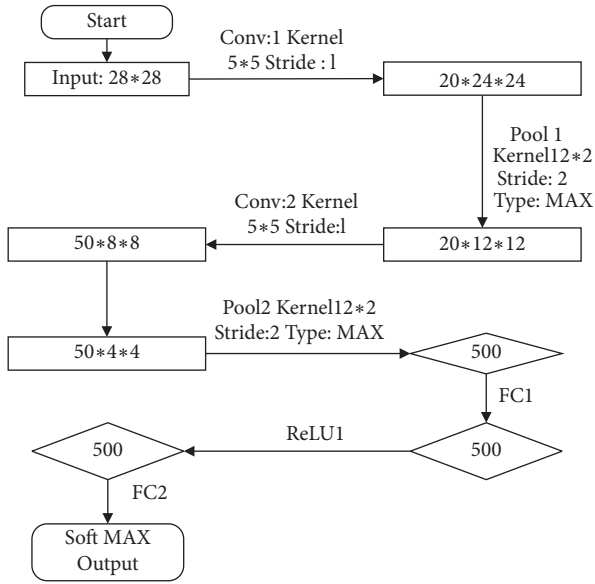 Start
Input: 28*28
Conv:1 Kernel
5*5 Stride : l
20*24*24
Pool 1
Kernel12*2
Stride: 2
Type: MAX
20*12*12
Conv:2 Kernel
5*5 Stride:l
50*8*8
50*4*4
Pool2 Kernel12*2
Stride:2 Type: MAX
500
FC1
500
ReLU1
500
FC2
Soft MAX
Output